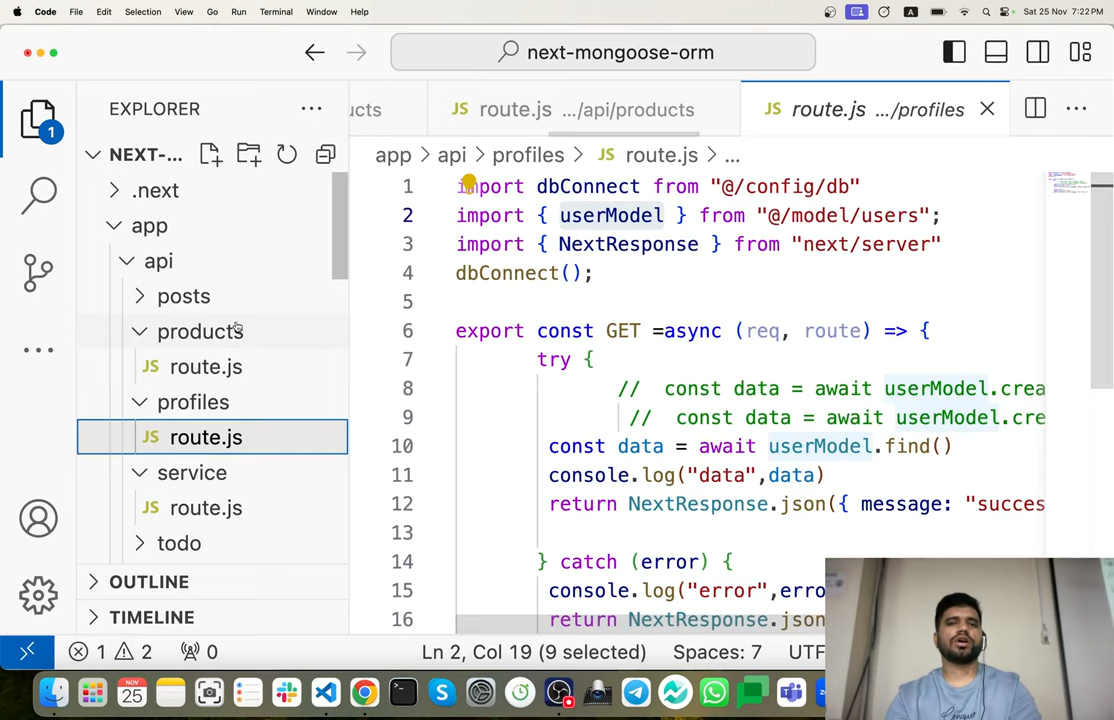 Code File Edit Selection View Go Run Terminal Window Help A Sat 25 Nov 7:22 PM
next-mongoose-orm
EXPLORER
NEXT-...
.next
app
api
posts
products
JS route.js
profiles
JS route.js
service
JS route.js
todo
OUTLINE
TIMELINE
1
ucts JS route.js .../api/products JS route.js .../profiles
app > api > profiles > JS route.js > ...
1 import dbConnect from "@/config/db"
2 import { userModel } from "@/model/users";
3 import { NextResponse } from "next/server"
4 dbConnect();
5
6 export const GET =async (req, route) => {
7 try {
8 // const data = await userModel.crea
9 // const data = await userModel.cre
10 const data = await userModel.find()
11 console.log("data",data)
12 return NextResponse.json({ message: "succes
13
14 } catch (error) {
15 console.log("error",erro
16 return NextResponse.json
1 2 0 Ln 2, Col 19 (9 selected) Spaces: 7 UTF
NOV 25